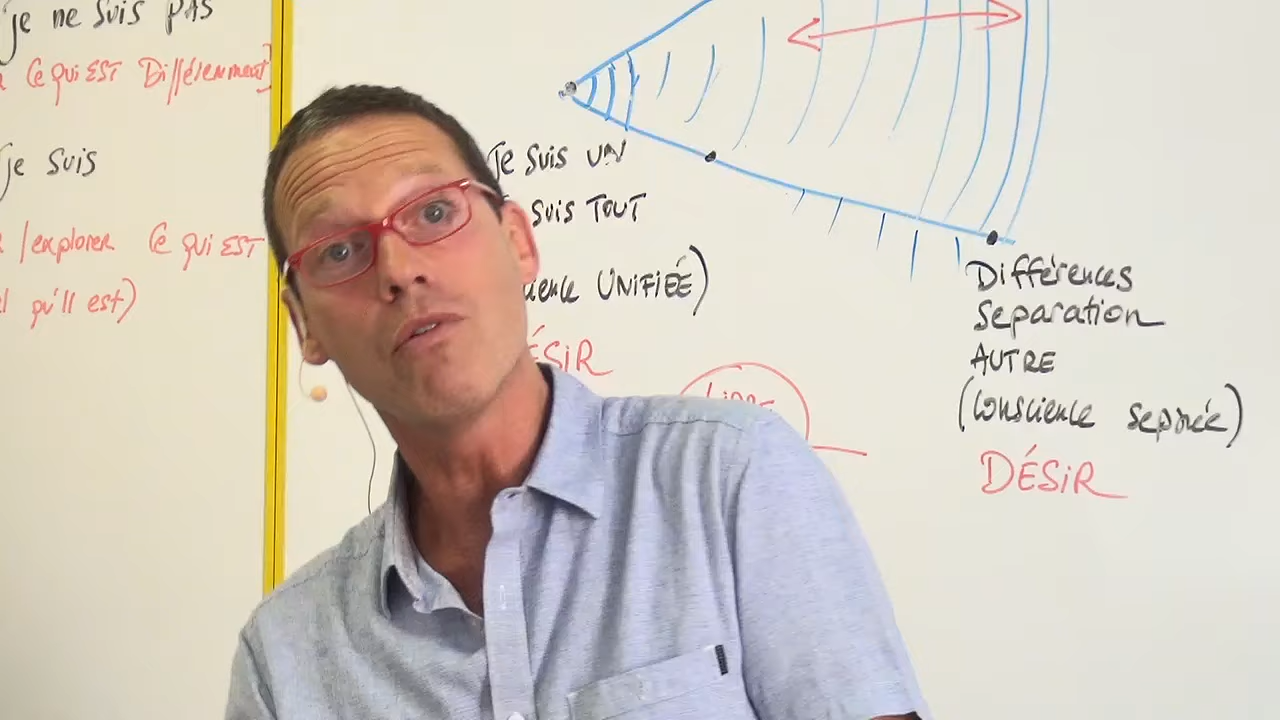 je ne suis pas
Ce qui EST Différemment]
je suis
/explorer Ce qui EST
qu'il est)
Je suis UN
suis TOUT
UNIFIÉE)
ÉSIR
Différences
Separation
AUTRE
(Conscience separée)
DÉSIR